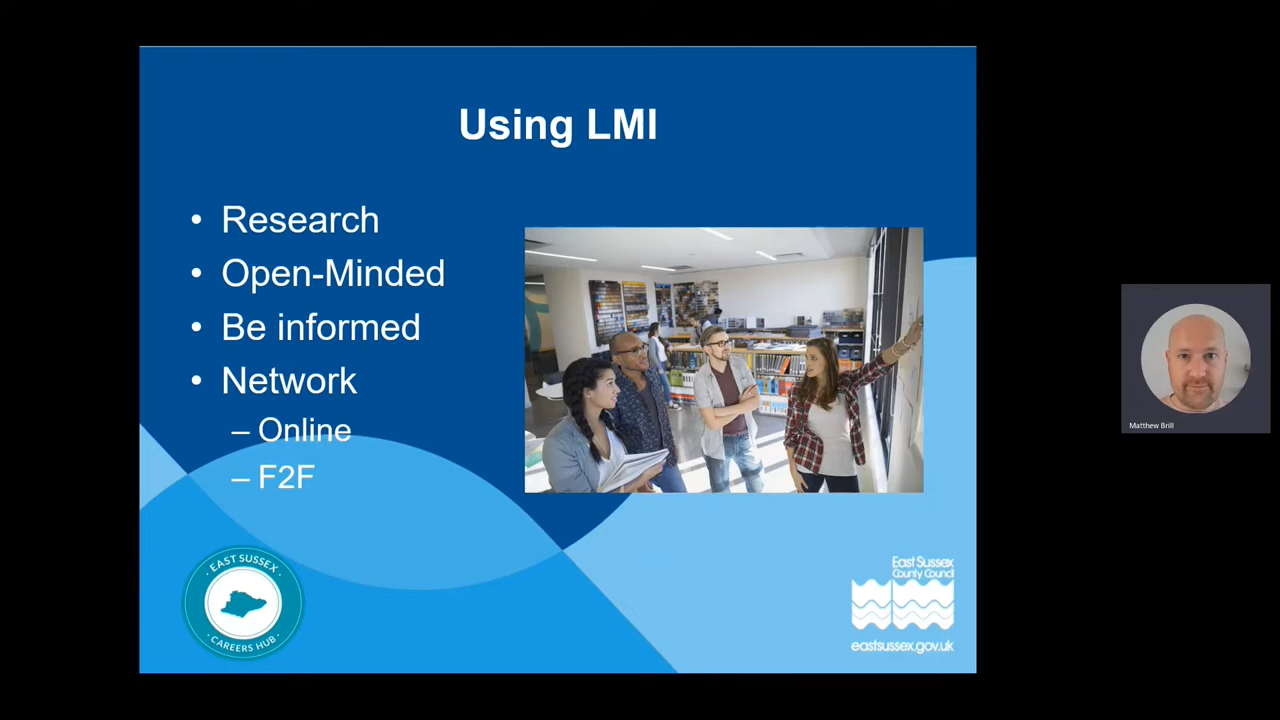 Using LMI
• Research
• Open-Minded
• Be informed
• Network
– Online
– F2F
EAST SUSSEX
CAREERS HUB
East Sussex
County Council
eastsussex.gov.uk
Matthew Brill